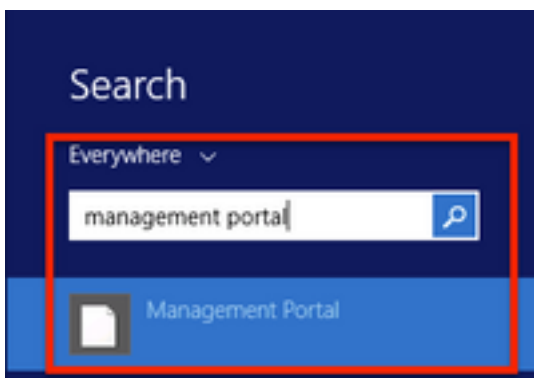 Search
Everywhere
management portal
Management Portal